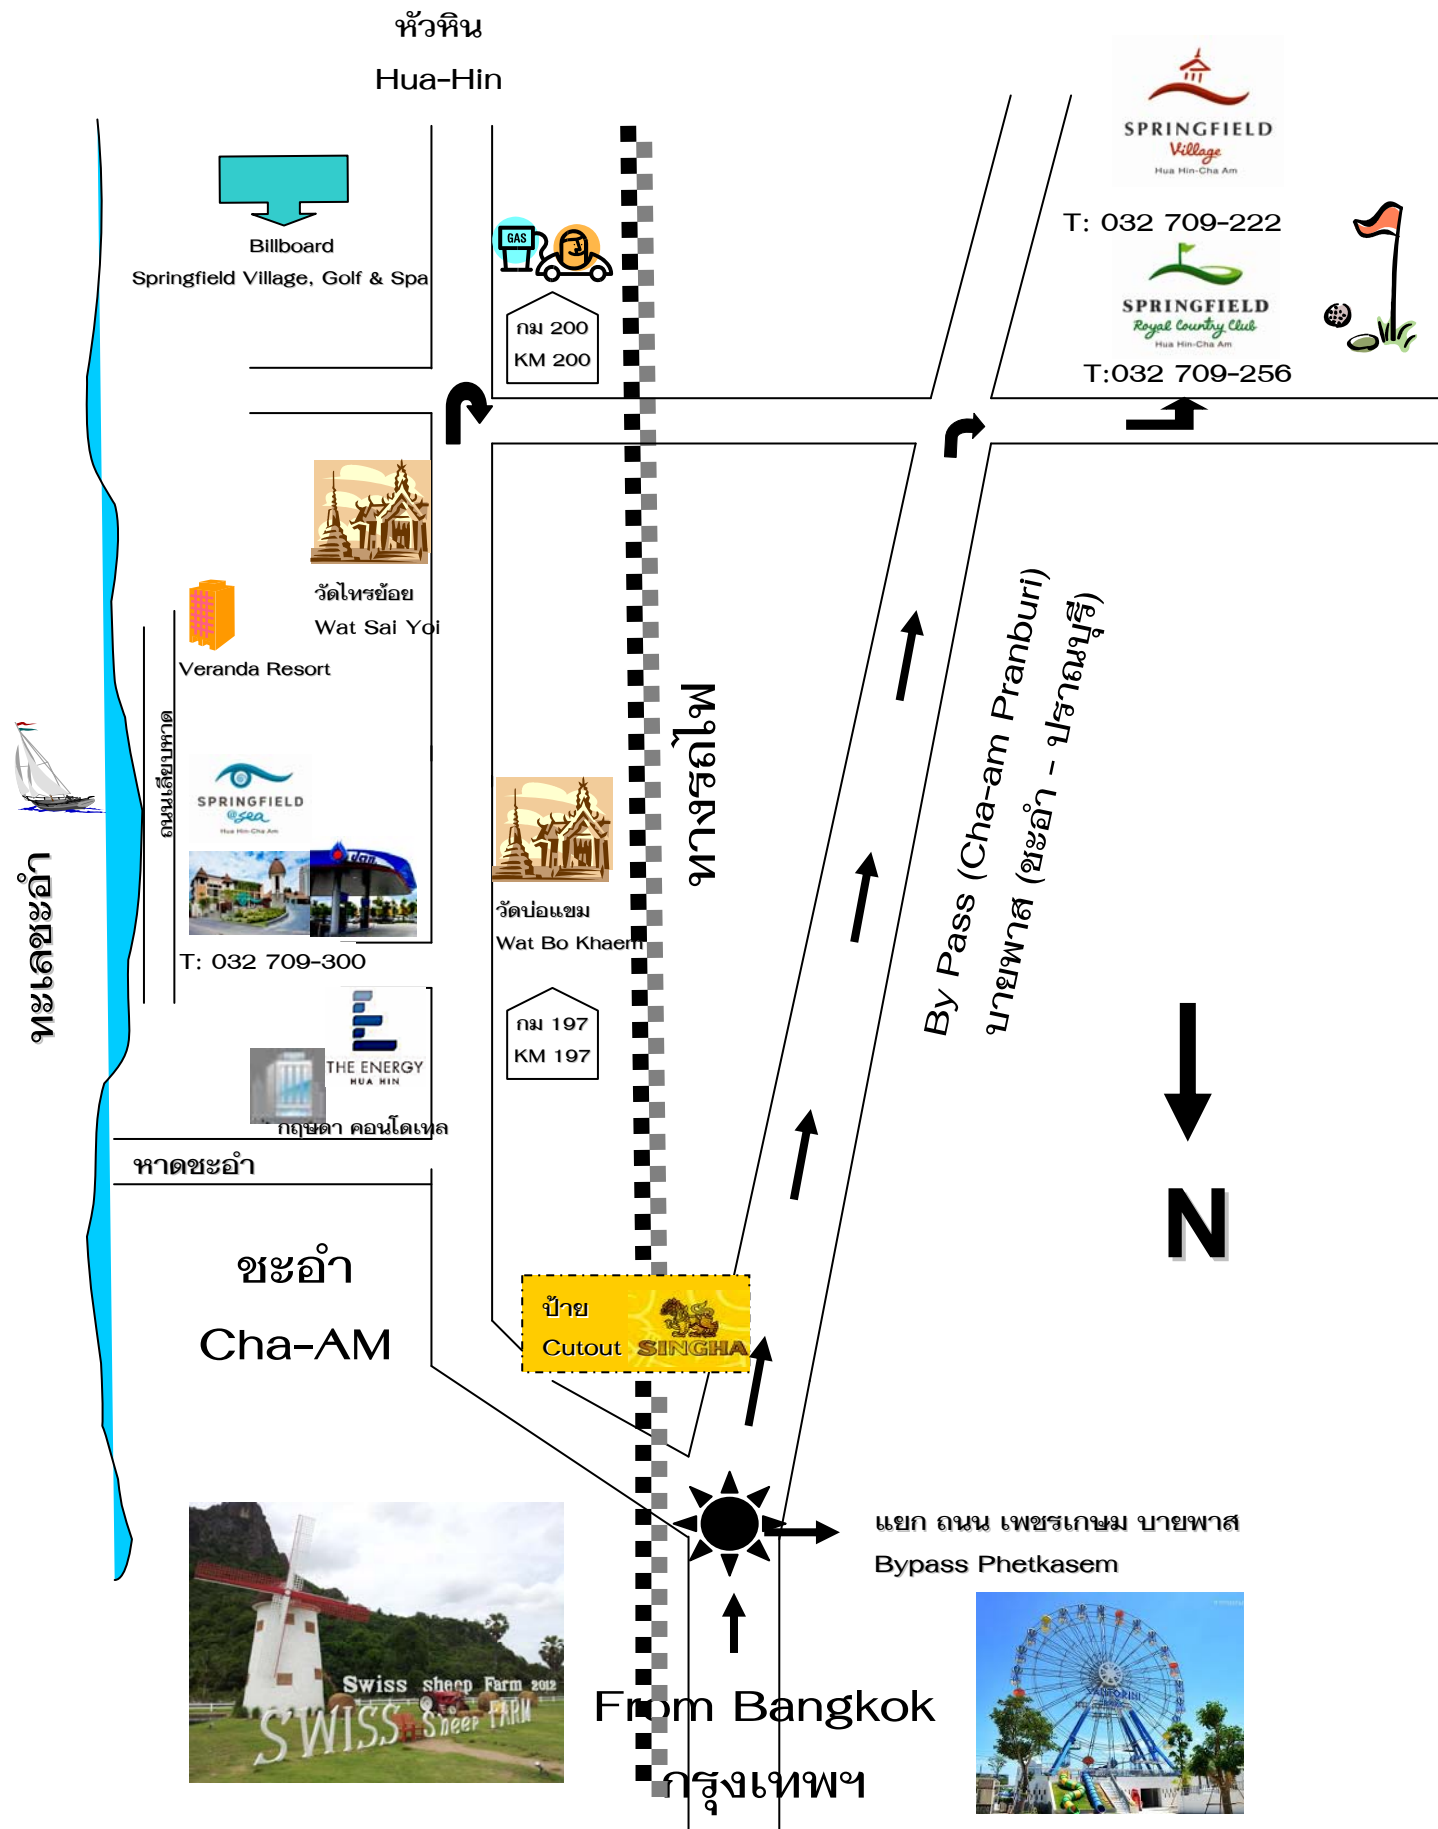 หัวหิน
Hua-Hin
SPRINGFIELD
Village
Hua Hin-Cha Am
T: 032 709-222
SPRINGFIELD
Royal Country Club
Hua Hin-Cha Am
T:032 709-256
Billboard
Springfield Village, Golf & Spa
GAS
กม 200
KM 200
วัดไทรย้อย
Wat Sai Yoi
Veranda Resort
ถนนเลียบหาด
SPRINGFIELD
@sea
Hua Hin-Cha Am
ปตท
T: 032 709-300
ทะเลชะอำ
วัดบ่อแขม
Wat Bo Khaem
กม 197
KM 197
ทางรถไฟ
By Pass (Cha-am Pranburi)
บายพาส (ชะอำ - ปราณบุรี)
THE ENERGY
HUA HIN
กฤษดา คอนโดเทล
หาดชะอำ
N
ชะอำ
Cha-AM
ป้าย
Cutout
SINGHA
แยก ถนน เพชรเกษม บายพาส
Bypass Phetkasem
Swiss sheep Farm 2012
SWISS Sheep FARM
From Bangkok
กรุงเทพฯ
SANTORINI